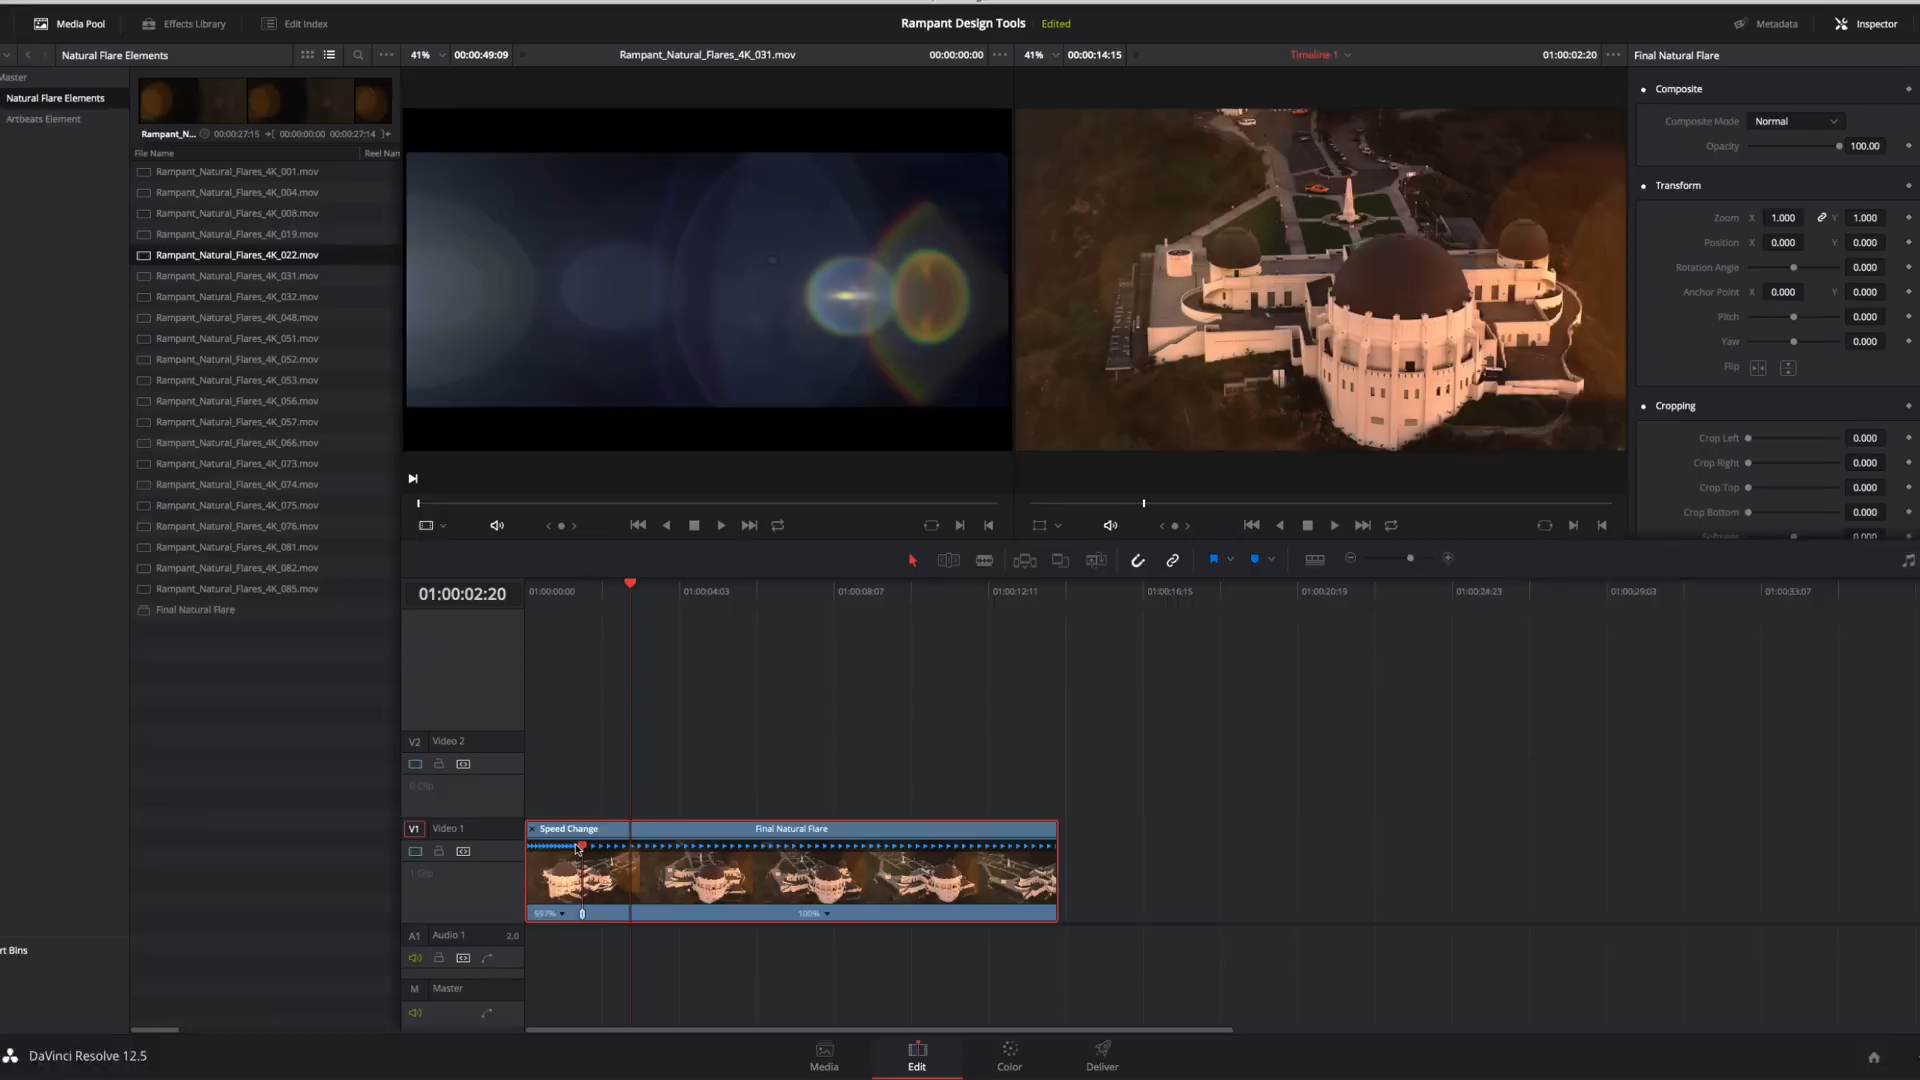 Media Pool
Effects Library
Edit Index
Rampant Design Tools
Edited
Metadata
Inspector
Natural Flare Elements
41%
00:00:49:09
Rampant_Natural_Flares_4K_031.mov
00:00:00:00
41%
00:00:14:15
Timeline 1
01:00:02:20
Final Natural Flare
Master
Natural Flare Elements
Artbeats Element
Rampant_N...
00:00:27:15
00:00:00:00
00:00:27:14
File Name
Reel Nam
Rampant_Natural_Flares_4K_001.mov
Rampant_Natural_Flares_4K_004.mov
Rampant_Natural_Flares_4K_008.mov
Rampant_Natural_Flares_4K_019.mov
Rampant_Natural_Flares_4K_022.mov
Rampant_Natural_Flares_4K_031.mov
Rampant_Natural_Flares_4K_032.mov
Rampant_Natural_Flares_4K_048.mov
Rampant_Natural_Flares_4K_051.mov
Rampant_Natural_Flares_4K_052.mov
Rampant_Natural_Flares_4K_053.mov
Rampant_Natural_Flares_4K_056.mov
Rampant_Natural_Flares_4K_057.mov
Rampant_Natural_Flares_4K_066.mov
Rampant_Natural_Flares_4K_073.mov
Rampant_Natural_Flares_4K_074.mov
Rampant_Natural_Flares_4K_075.mov
Rampant_Natural_Flares_4K_076.mov
Rampant_Natural_Flares_4K_081.mov
Rampant_Natural_Flares_4K_082.mov
Rampant_Natural_Flares_4K_085.mov
Final Natural Flare
rt Bins
Composite
Composite Mode Normal
Opacity 100.00
Transform
Zoom X 1.000 Y 1.000
Position X 0.000 Y 0.000
Rotation Angle 0.000
Anchor Point X 0.000 Y 0.000
Pitch 0.000
Yaw 0.000
Flip
Cropping
Crop Left 0.000
Crop Right 0.000
Crop Top 0.000
Crop Bottom 0.000
Softness 0.000
01:00:02:20
01:00:00:00
01:00:04:03
01:00:08:07
01:00:12:11
01:00:16:15
01:00:20:19
01:00:24:23
01:00:29:03
01:00:33:07
V2 Video 2
0 Clip
V1 Video 1
1 Clip
Speed Change
Final Natural Flare
597%
100%
A1 Audio 1 2.0
M Master
DaVinci Resolve 12.5
Media
Edit
Color
Deliver